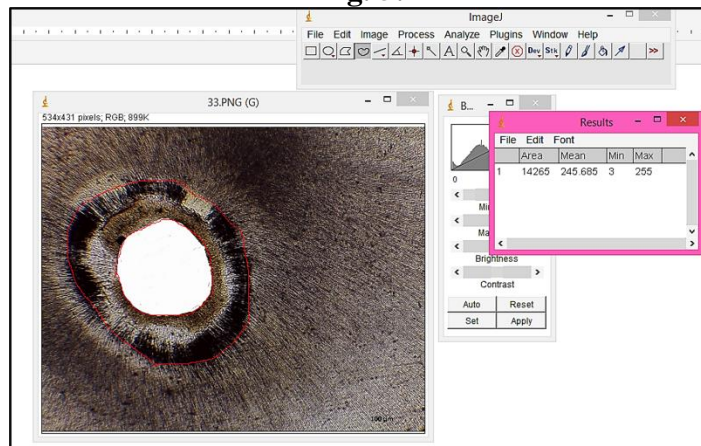 ImageJ
File Edit Image Process Analyze Plugins Window Help
Dev Stk >>
33.PNG (G)
534x431 pixels; RGB; 899K
100 µm
B...
0
Brightness
Contrast
Auto Reset
Set Apply
Results
File Edit Font
Area Mean Min Max
1 14265 245.685 3 255